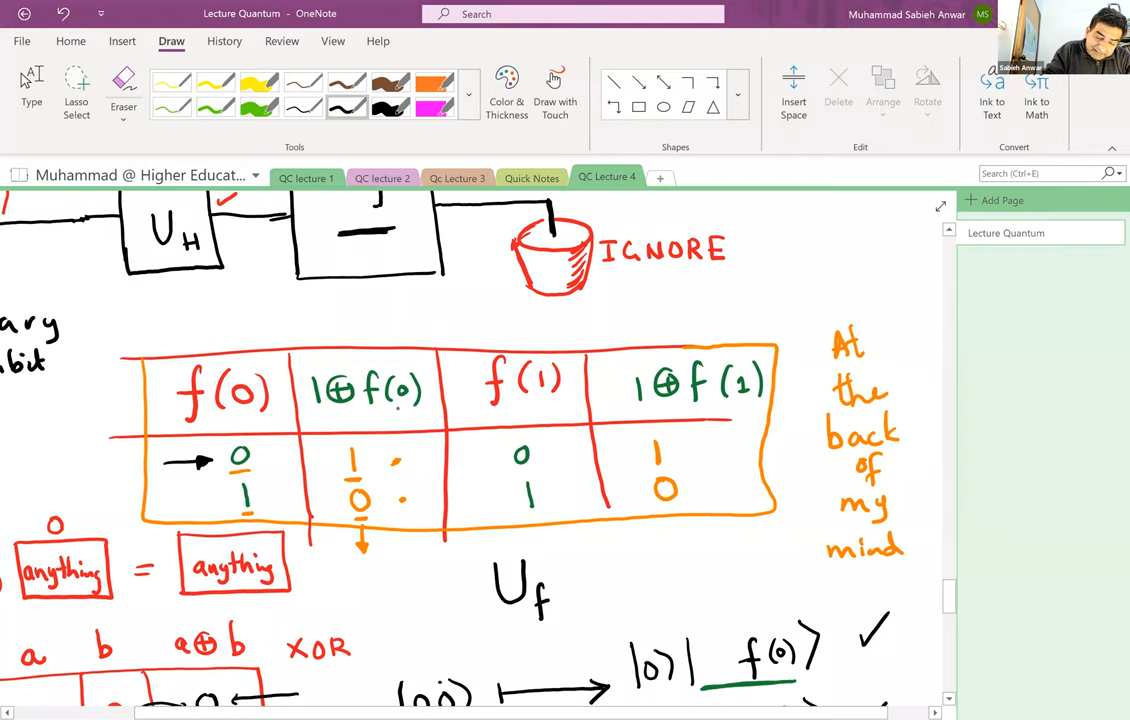 Lecture Quantum - OneNote
Search
Muhammad Sabieh Anwar
MS
Sabieh Anwar
File
Home
Insert
Draw
History
Review
View
Help
Type
Lasso
Select
Eraser
Color &
Thickness
Draw with
Touch
Insert
Space
Delete
Arrange
Rotate
Ink to
Text
Ink to
Math
Tools
Shapes
Edit
Convert
Muhammad @ Higher Educat...
QC lecture 1
QC lecture 2
Qc Lecture 3
Quick Notes
QC Lecture 4
Search (Ctrl+E)
Add Page
Lecture Quantum
U_H
IGNORE
ary
bit
f(0) 1⊕f(0) f(1) 1⊕f(1)
0 1 0 1
1 0 1 0
At
the
back
of
my
mind
0
anything = anything
U_f
a b a⊕b XOR
|0⟩| f(0)⟩ ✓